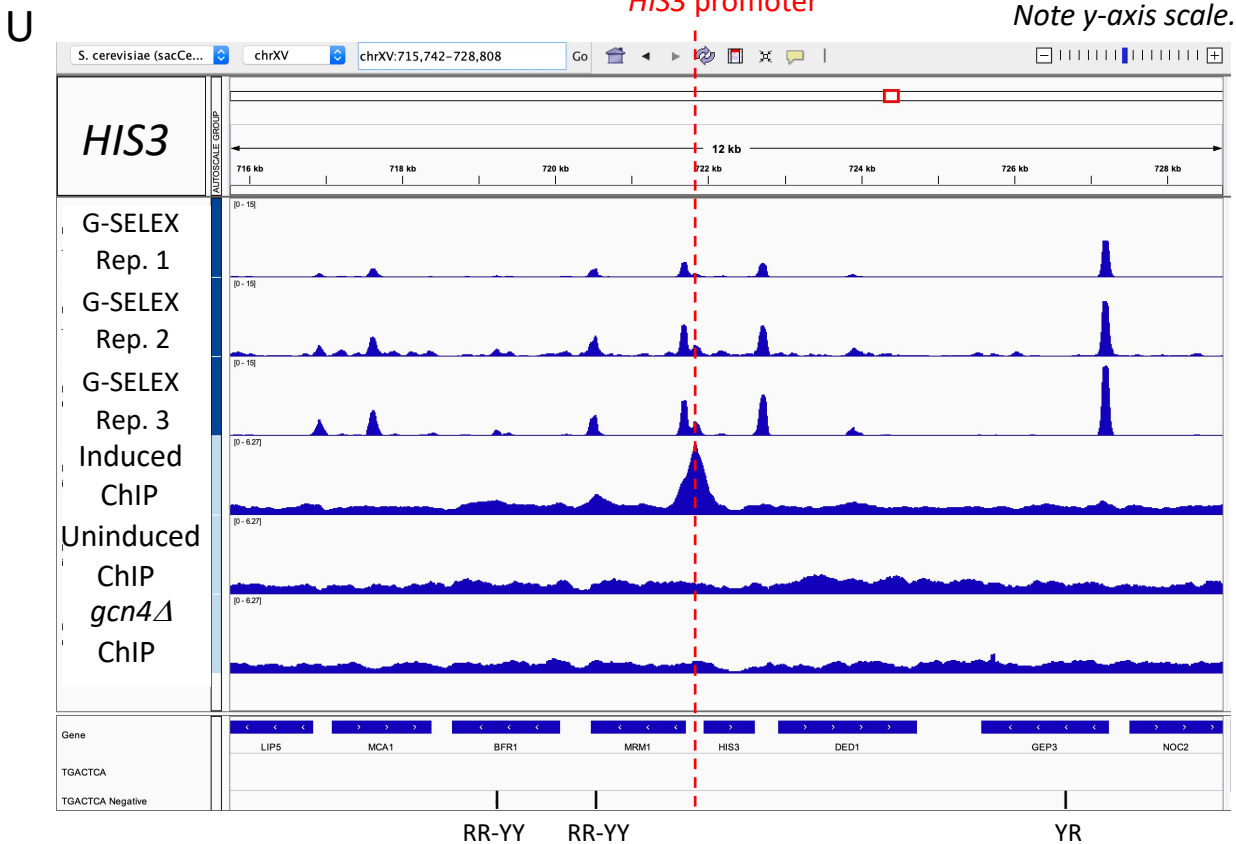 HIS3 promoter
U
Note y-axis scale.
S. cerevisiae (sacCe... chrXV chrXV:715,742-728,808 Go
HIS3
AUTOSCALE GROUP
12 kb
716 kb 718 kb 720 kb 722 kb 724 kb 726 kb 728 kb
G-SELEX
Rep. 1
[0 - 15]
G-SELEX
Rep. 2
[0 - 15]
G-SELEX
Rep. 3
[0 - 15]
Induced
ChIP
[0 - 6.27]
Uninduced
ChIP
[0 - 6.27]
gcn4Δ
ChIP
[0 - 6.27]
Gene
LIP5 MCA1 BFR1 MRM1 HIS3 DED1 GEP3 NOC2
TGACTCA
TGACTCA Negative
RR-YY RR-YY YR